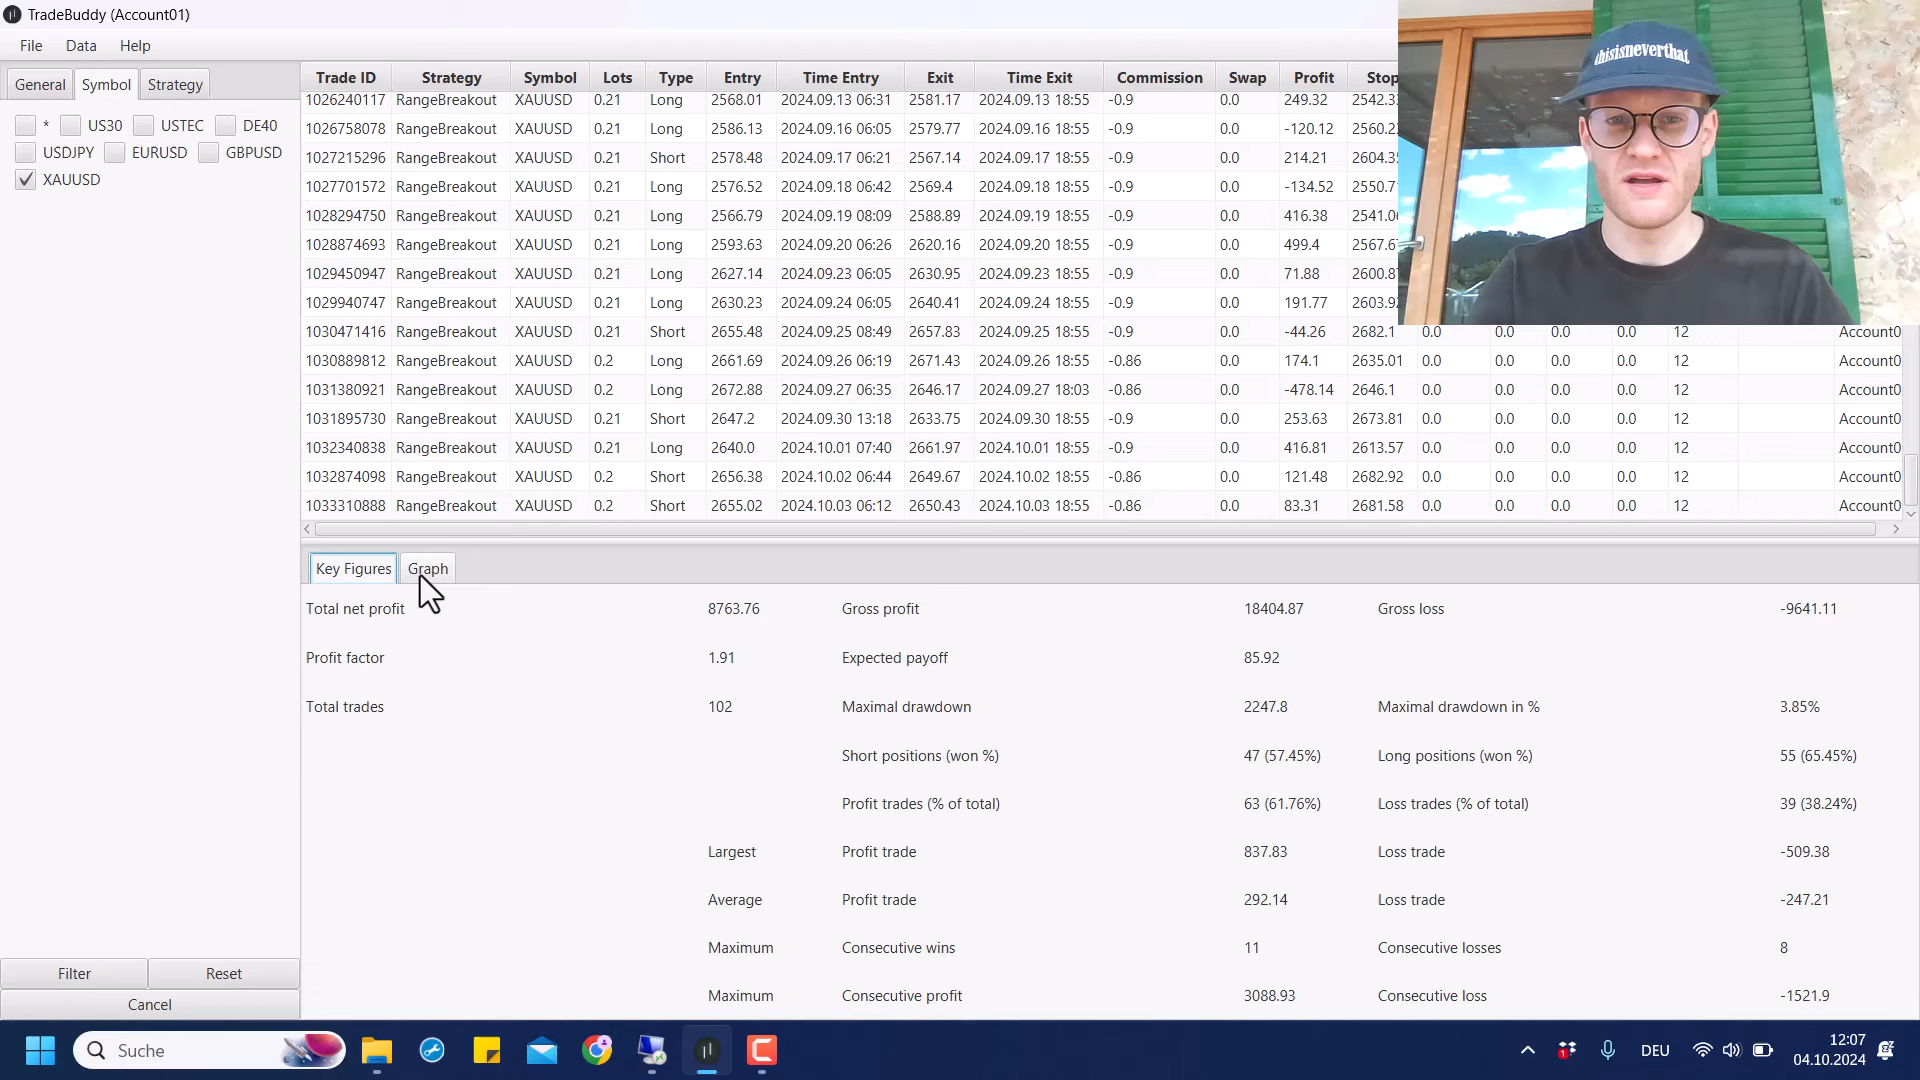 TradeBuddy (Account01)
File Data Help
General Symbol Strategy
* US30 USTEC DE40
USDJPY EURUSD GBPUSD
XAUUSD
Trade ID Strategy Symbol Lots Type Entry Time Entry Exit Time Exit Commission Swap Profit Stop
1026240117 RangeBreakout XAUUSD 0.21 Long 2568.01 2024.09.13 06:31 2581.17 2024.09.13 18:55 -0.9 0.0 249.32
1026758078 RangeBreakout XAUUSD 0.21 Long 2586.13 2024.09.16 06:05 2579.77 2024.09.16 18:55 -0.9 0.0 -120.12
1027215296 RangeBreakout XAUUSD 0.21 Short 2578.48 2024.09.17 06:21 2567.14 2024.09.17 18:55 -0.9 0.0 214.21
1027701572 RangeBreakout XAUUSD 0.21 Long 2576.52 2024.09.18 06:42 2569.4 2024.09.18 18:55 -0.9 0.0 -134.52
1028294750 RangeBreakout XAUUSD 0.21 Long 2566.79 2024.09.19 08:09 2588.89 2024.09.19 18:55 -0.9 0.0 416.38
1028874693 RangeBreakout XAUUSD 0.21 Long 2593.63 2024.09.20 06:26 2620.16 2024.09.20 18:55 -0.9 0.0 499.4
1029450947 RangeBreakout XAUUSD 0.21 Long 2627.14 2024.09.23 06:05 2630.95 2024.09.23 18:55 -0.9 0.0 71.88
1029940747 RangeBreakout XAUUSD 0.21 Long 2630.23 2024.09.24 06:05 2640.41 2024.09.24 18:55 -0.9 0.0 191.77
1030471416 RangeBreakout XAUUSD 0.21 Short 2655.48 2024.09.25 08:49 2657.83 2024.09.25 18:55 -0.9 0.0 -44.26 2682.1 0.0 0.0 0.0 0.0 12 Account0
1030889812 RangeBreakout XAUUSD 0.2 Long 2661.69 2024.09.26 06:19 2671.43 2024.09.26 18:55 -0.86 0.0 174.1 2635.01 0.0 0.0 0.0 0.0 12 Account0
1031380921 RangeBreakout XAUUSD 0.2 Long 2672.88 2024.09.27 06:35 2646.17 2024.09.27 18:03 -0.86 0.0 -478.14 2646.1 0.0 0.0 0.0 0.0 12 Account0
1031895730 RangeBreakout XAUUSD 0.21 Short 2647.2 2024.09.30 13:18 2633.75 2024.09.30 18:55 -0.9 0.0 253.63 2673.81 0.0 0.0 0.0 0.0 12 Account0
1032340838 RangeBreakout XAUUSD 0.21 Long 2640.0 2024.10.01 07:40 2661.97 2024.10.01 18:55 -0.9 0.0 416.81 2613.57 0.0 0.0 0.0 0.0 12 Account0
1032874098 RangeBreakout XAUUSD 0.2 Short 2656.38 2024.10.02 06:44 2649.67 2024.10.02 18:55 -0.86 0.0 121.48 2682.92 0.0 0.0 0.0 0.0 12 Account0
1033310888 RangeBreakout XAUUSD 0.2 Short 2655.02 2024.10.03 06:12 2650.43 2024.10.03 18:55 -0.86 0.0 83.31 2681.58 0.0 0.0 0.0 0.0 12 Account0
thisisneverthat
Key Figures Graph
Total net profit 8763.76 Gross profit 18404.87 Gross loss -9641.11
Profit factor 1.91 Expected payoff 85.92
Total trades 102 Maximal drawdown 2247.8 Maximal drawdown in % 3.85%
Short positions (won %) 47 (57.45%) Long positions (won %) 55 (65.45%)
Profit trades (% of total) 63 (61.76%) Loss trades (% of total) 39 (38.24%)
Largest Profit trade 837.83 Loss trade -509.38
Average Profit trade 292.14 Loss trade -247.21
Maximum Consecutive wins 11 Consecutive losses 8
Maximum Consecutive profit 3088.93 Consecutive loss -1521.9
Filter Reset
Cancel
Suche
DEU
12:07
04.10.2024